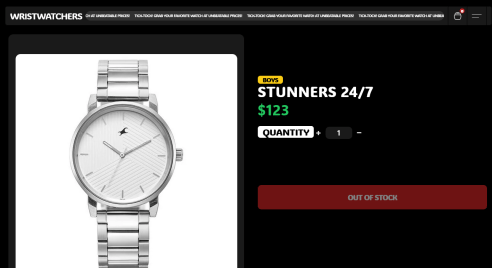 WRISTWATCHERS
CH AT UNBEATABLE PRICES! TICK-TOCK! GRAB YOUR FAVORITE WATCH AT UNBEATABLE PRICES! TICK-TOCK! GRAB YOUR FAVORITE WATCH AT UNBEATABLE PRICES! TICK-TOCK! GRAB YOUR FAVORITE WATCH AT UNBEATABLE PRICES!
BOYS
STUNNERS 24/7
$123
QUANTITY + 1 -
OUT OF STOCK